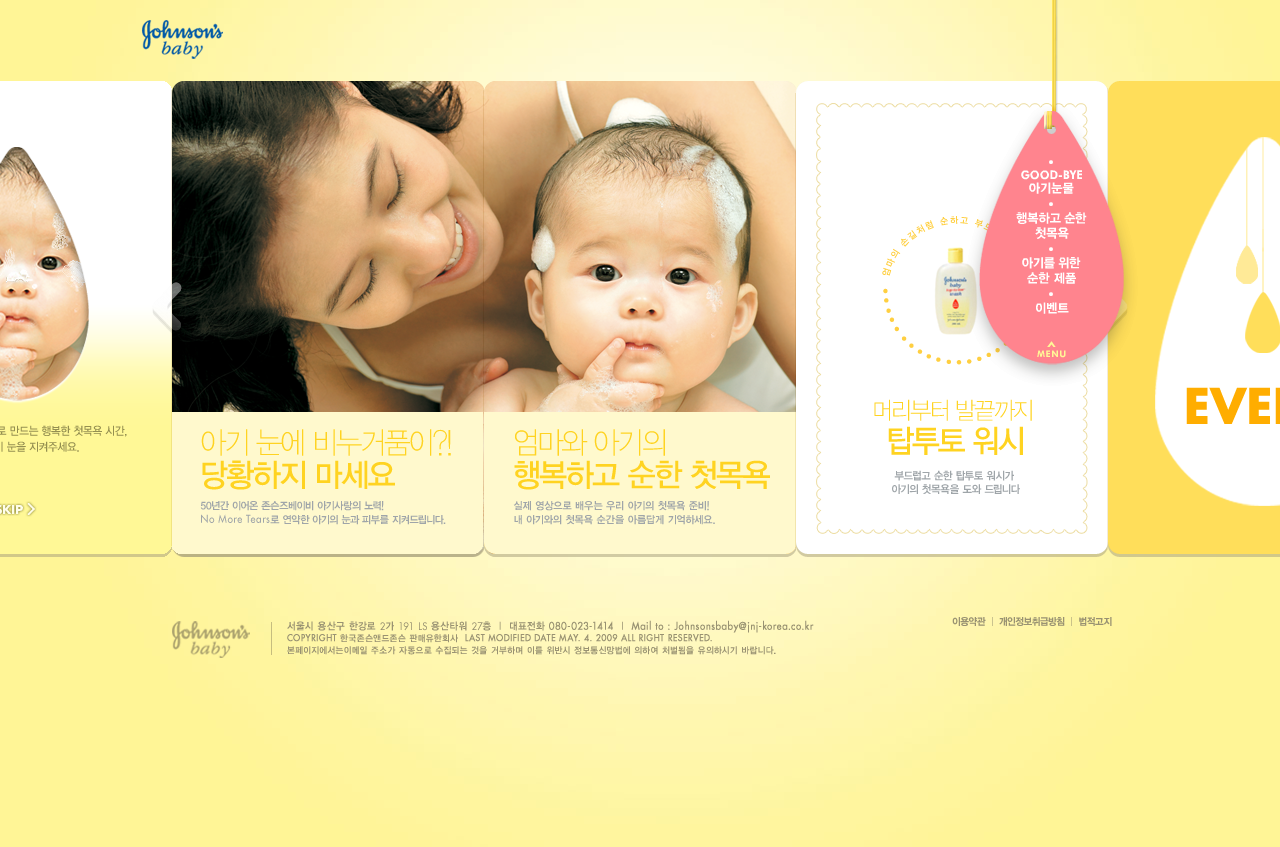 Johnson's
baby
로 만드는 행복한 첫목욕 시간,
눈을 지켜주세요.
SKIP
아기 눈에 비누거품이?!
당황하지 마세요
50년간 이어온 존슨즈베이비 아기사랑의 노력!
No More Tears로 연약한 아기의 눈과 피부를 지켜드립니다.
엄마와 아기의
행복하고 순한 첫목욕
실제 영상으로 배우는 우리 아기의 첫목욕 준비!
내 아기와의 첫목욕 순간을 아름답게 기억하세요.
엄마의 손길처럼 순하고
Johnson's
baby
머리부터 발끝까지
탑투토 워시
부드럽고 순한 탑투토 워시가
아기의 첫목욕을 도와 드립니다
GOOD-BYE
아기눈물
행복하고 순한
첫목욕
아기를 위한
순한 제품
이벤트
MENU
EVE
Johnson's
baby
서울시 용산구 한강로 2가 191 LS 용산타워 27층 | 대표전화 080-023-1414 | Mail to : Johnsonsbaby@jnj-korea.co.kr
COPYRIGHT 한국존슨앤드존슨 판매유한회사 LAST MODIFIED DATE MAY. 4. 2009 ALL RIGHT RESERVED.
본페이지에서는이메일 주소가 자동으로 수집되는 것을 거부하며 이를 위반시 정보통신망법에 의하여 처벌됨을 유의하시기 바랍니다.
이용약관 | 개인정보취급방침 | 법적고지